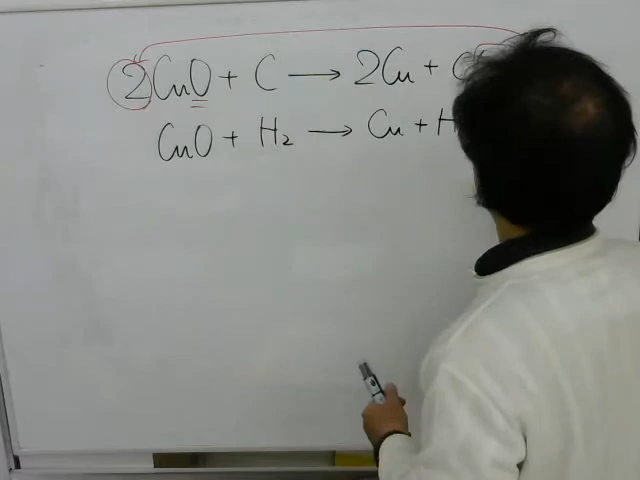 2CuO + C → 2Cu + C
CuO + H₂ → Cu + H